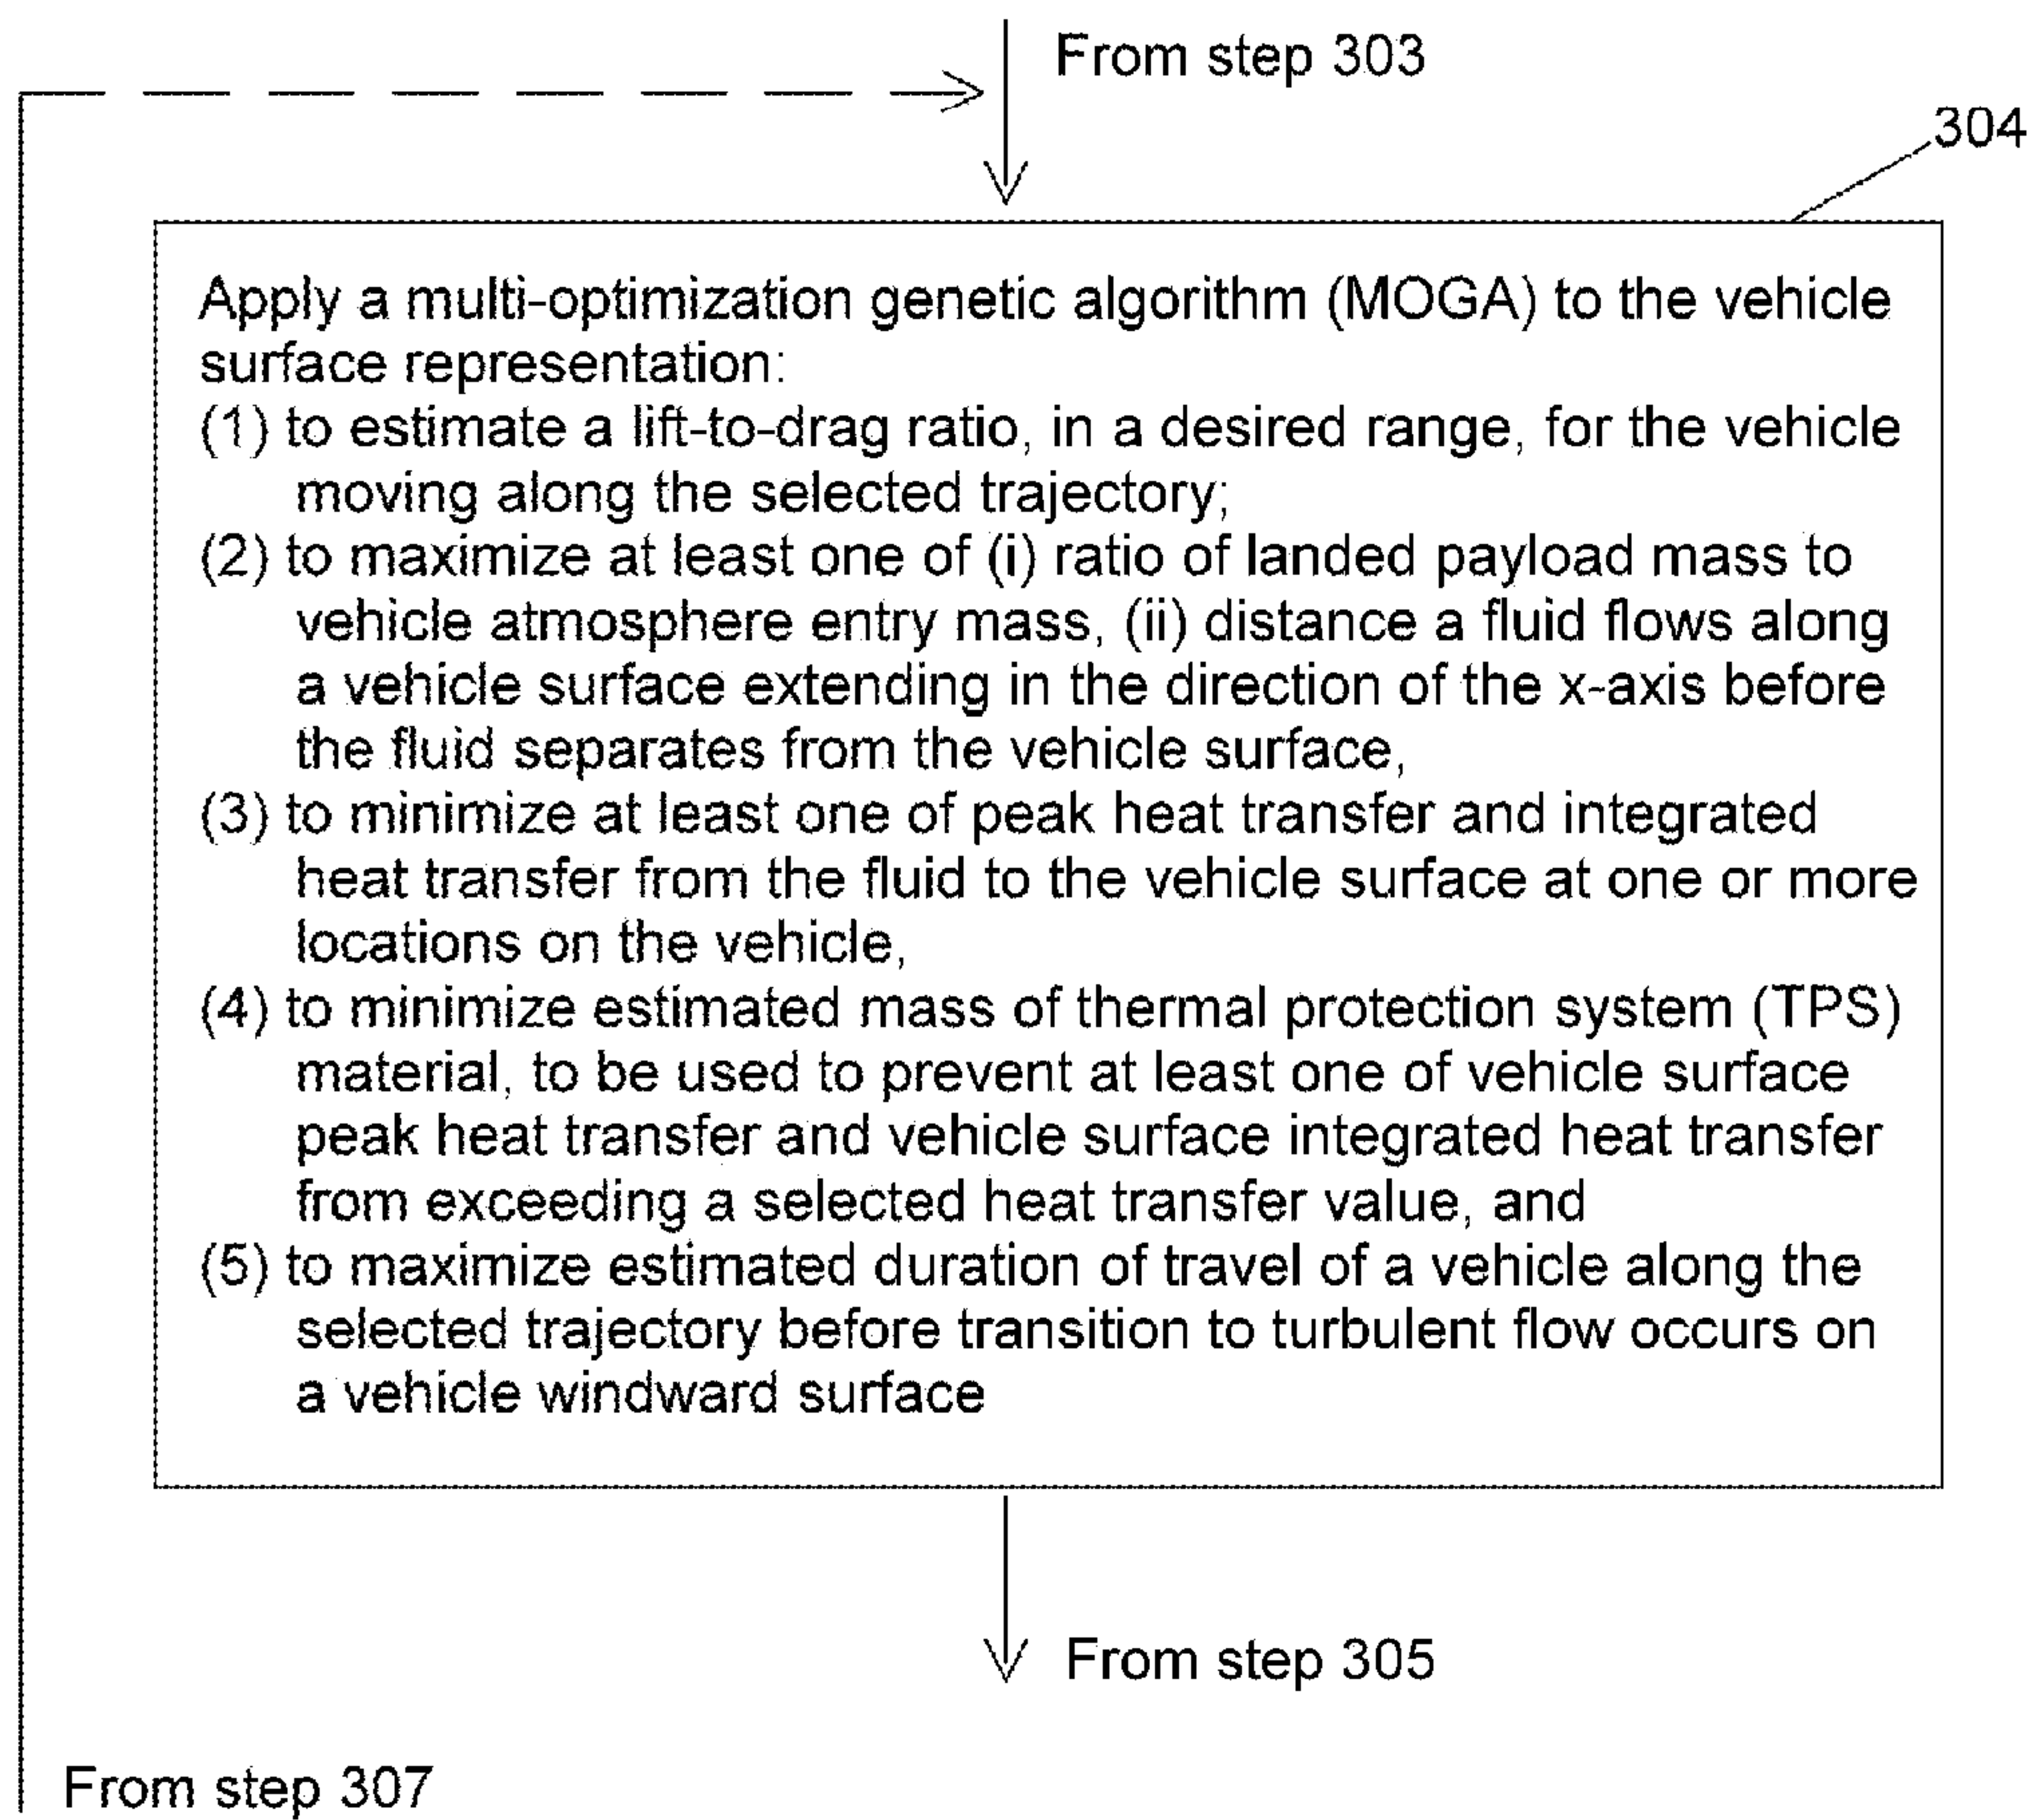 From step 303
304
Apply a multi-optimization genetic algorithm (MOGA) to the vehicle
surface representation:
(1) to estimate a lift-to-drag ratio, in a desired range, for the vehicle
moving along the selected trajectory;
(2) to maximize at least one of (i) ratio of landed payload mass to
vehicle atmosphere entry mass, (ii) distance a fluid flows along
a vehicle surface extending in the direction of the x-axis before
the fluid separates from the vehicle surface,
(3) to minimize at least one of peak heat transfer and integrated
heat transfer from the fluid to the vehicle surface at one or more
locations on the vehicle,
(4) to minimize estimated mass of thermal protection system (TPS)
material, to be used to prevent at least one of vehicle surface
peak heat transfer and vehicle surface integrated heat transfer
from exceeding a selected heat transfer value, and
(5) to maximize estimated duration of travel of a vehicle along the
selected trajectory before transition to turbulent flow occurs on
a vehicle windward surface
From step 305
From step 307